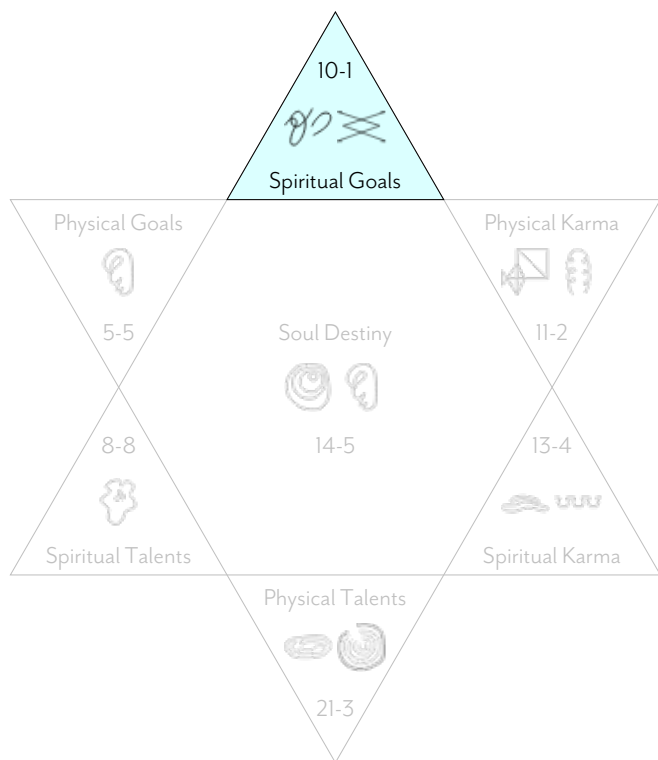 10-1
Spiritual Goals
Physical Goals
5-5
Physical Karma
11-2
Soul Destiny
14-5
8-8
Spiritual Talents
13-4
Spiritual Karma
Physical Talents
21-3